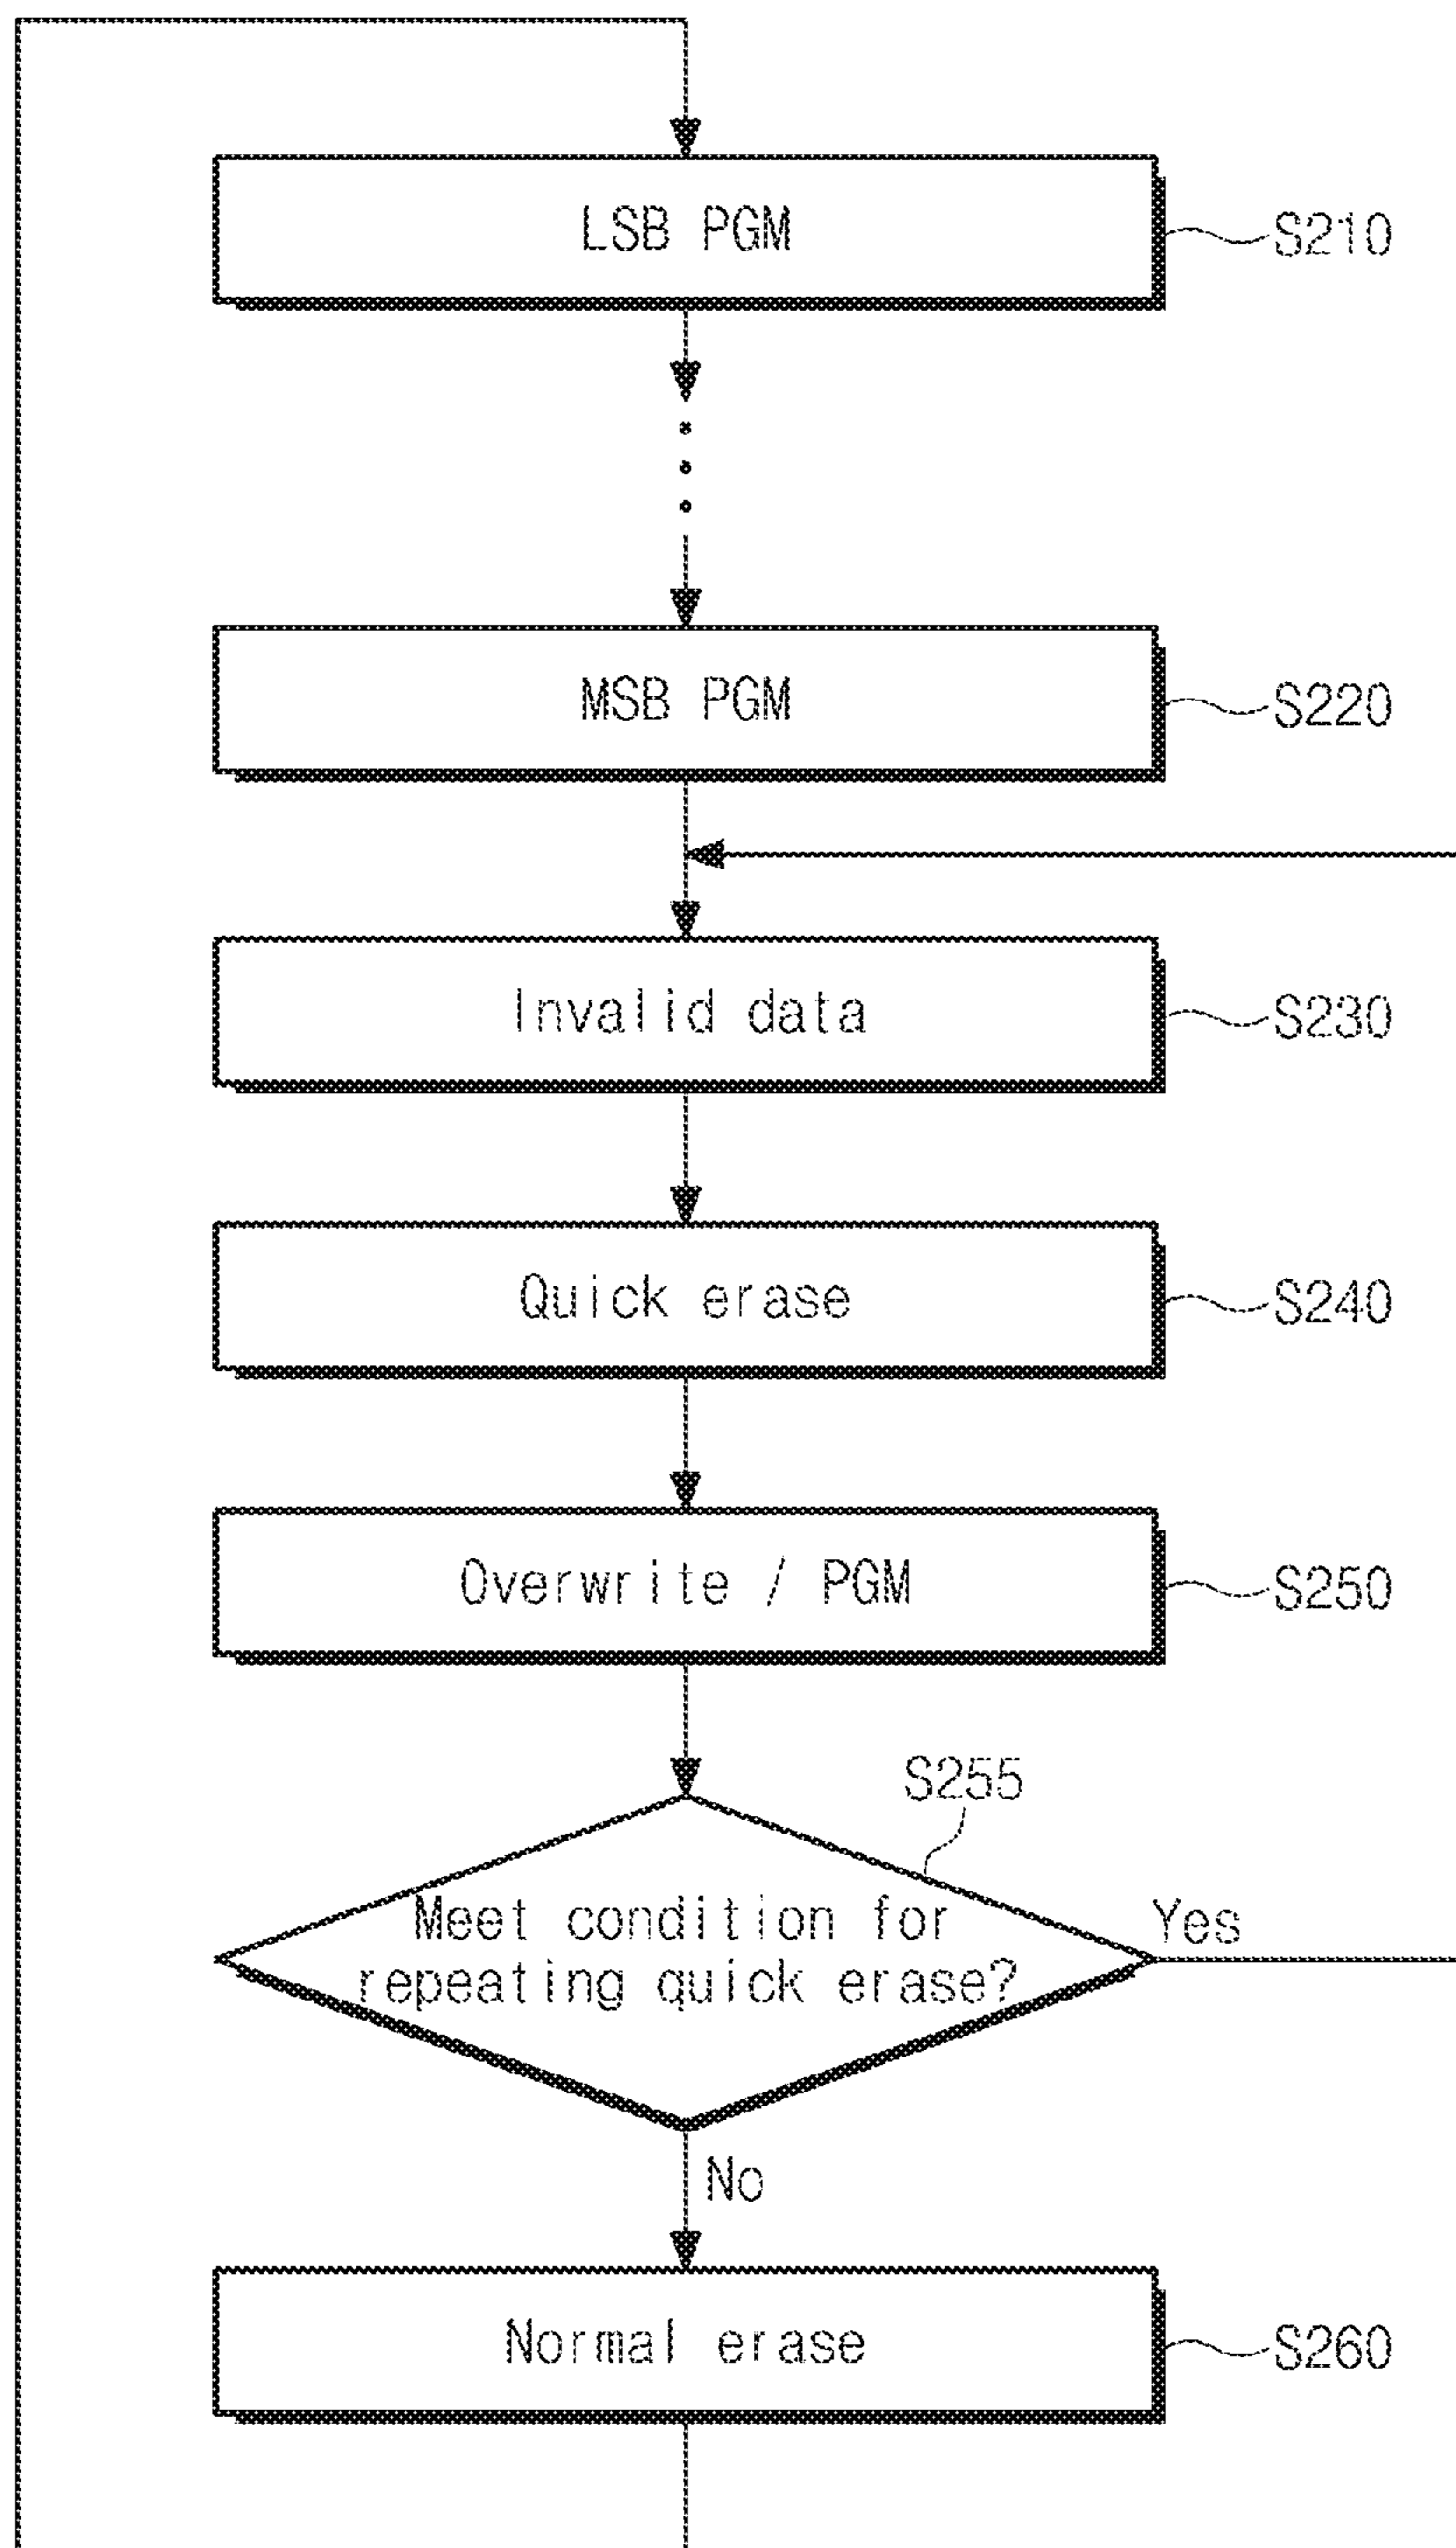 LSB PGM
S210
MSB PGM
S220
Invalid data
S230
Quick erase
S240
Overwrite / PGM
S250
S255
Meet condition for
repeating quick erase?
Yes
No
Normal erase
S260